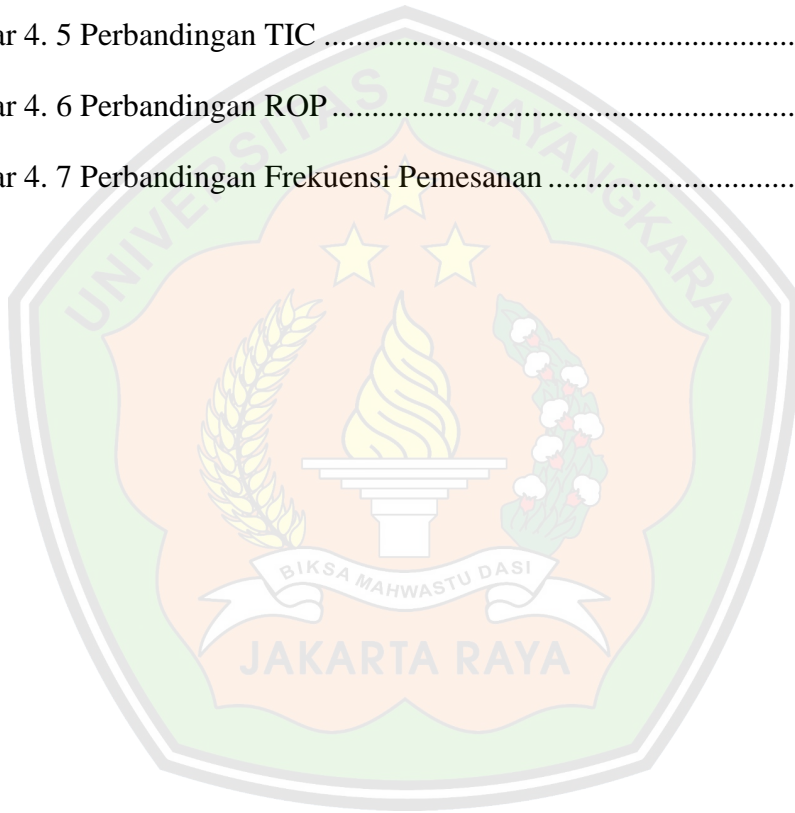 ar 4. 5 Perbandingan TIC ..........................................................
ar 4. 6 Perbandingan ROP .........................................................
ar 4. 7 Perbandingan Frekuensi Pemesanan ...............................
UNIVERSITAS BHAYANGKARA
BIKSA MAHWASTU DASI
JAKARTA RAYA